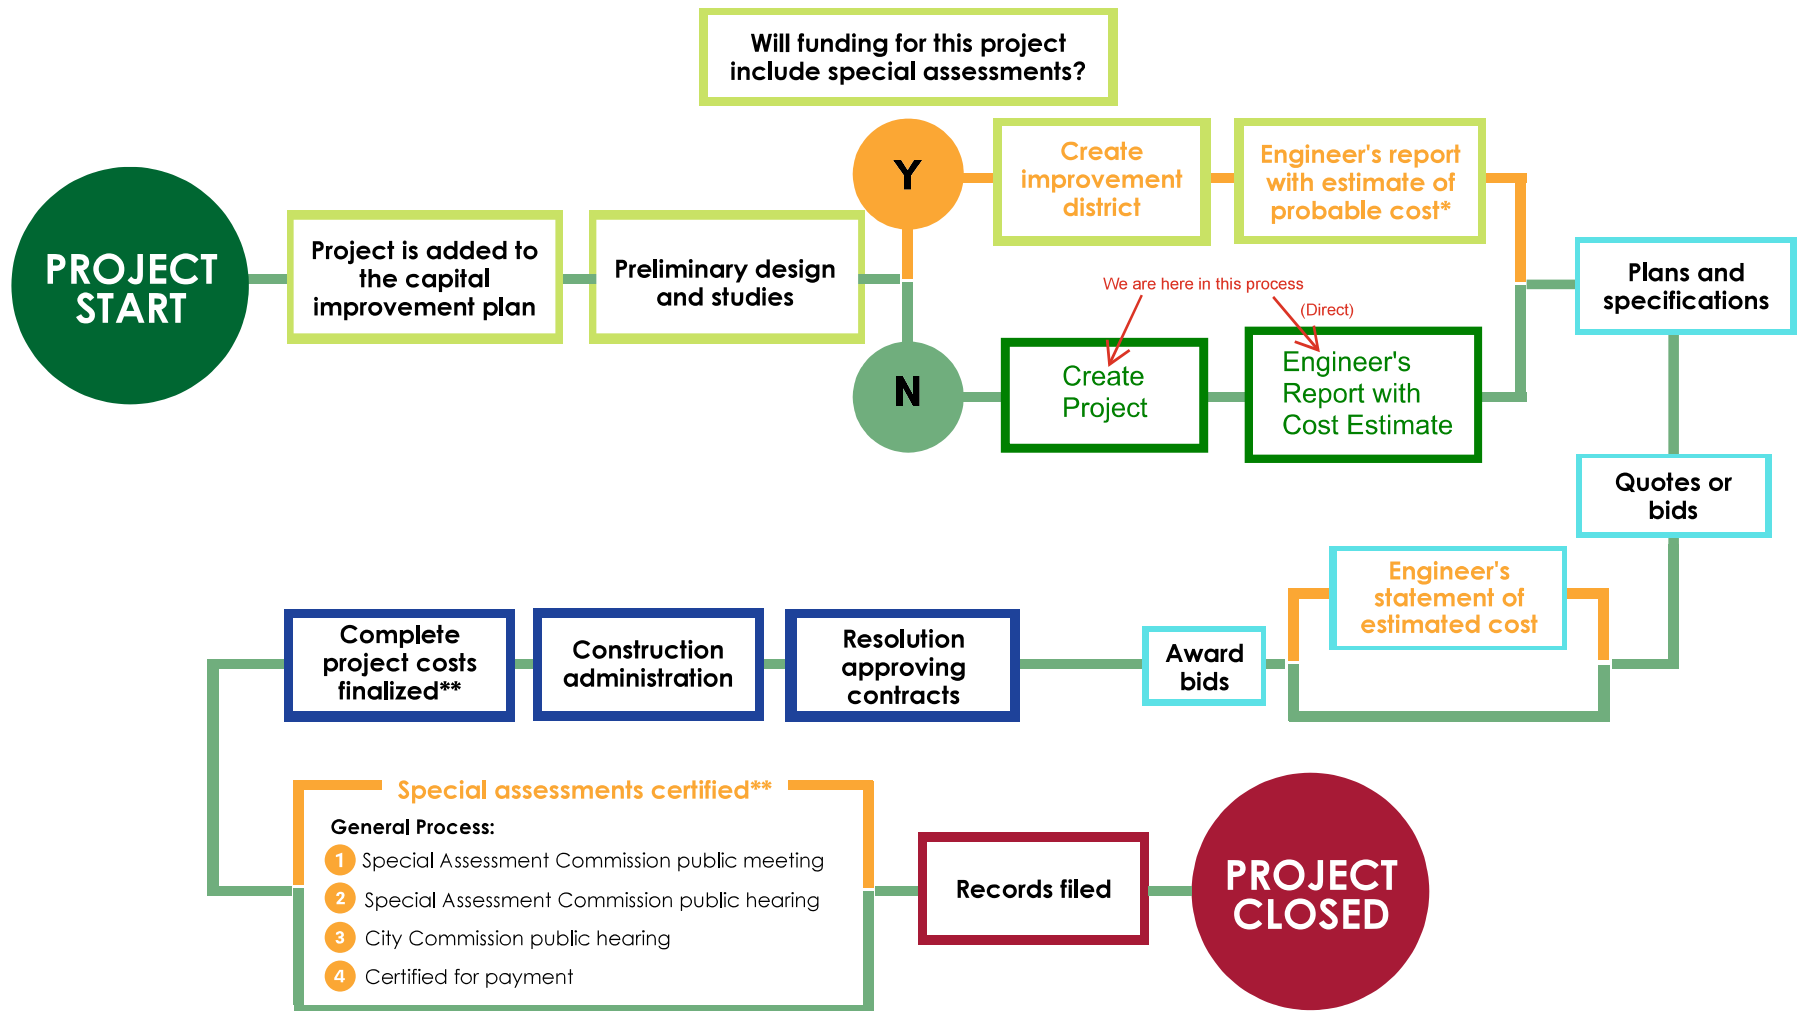 Will funding for this project
include special assessments?
PROJECT
START
Project is added to
the capital
improvement plan
Preliminary design
and studies
Y
Create
improvement
district
Engineer's report
with estimate of
probable cost*
We are here in this process
(Direct)
N
Create
Project
Engineer's
Report with
Cost Estimate
Plans and
specifications
Quotes or
bids
Engineer's
statement of
estimated cost
Award
bids
Resolution
approving
contracts
Construction
administration
Complete
project costs
finalized**
Special assessments certified**
General Process:
1 Special Assessment Commission public meeting
2 Special Assessment Commission public hearing
3 City Commission public hearing
4 Certified for payment
Records filed
PROJECT
CLOSED